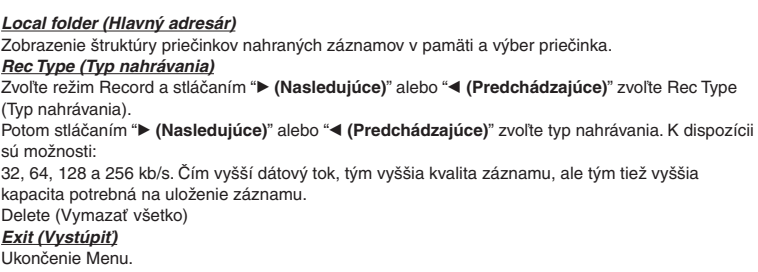 Local folder (Hlavný adresár)
Zobrazenie štruktúry priečinkov nahraných záznamov v pamäti a výber priečinka.
Rec Type (Typ nahrávania)
Zvoľte režim Record a stláčaním “► (Nasledujúce)” alebo “◄ (Predchádzajúce)” zvoľte Rec Type
(Typ nahrávania).
Potom stláčaním “► (Nasledujúce)” alebo “◄ (Predchádzajúce)” zvoľte typ nahrávania. K dispozícii
sú možnosti:
32, 64, 128 a 256 kb/s. Čím vyšší dátový tok, tým vyššia kvalita záznamu, ale tým tiež vyššia
kapacita potrebná na uloženie záznamu.
Delete (Vymazať všetko)
Exit (Vystúpiť)
Ukončenie Menu.